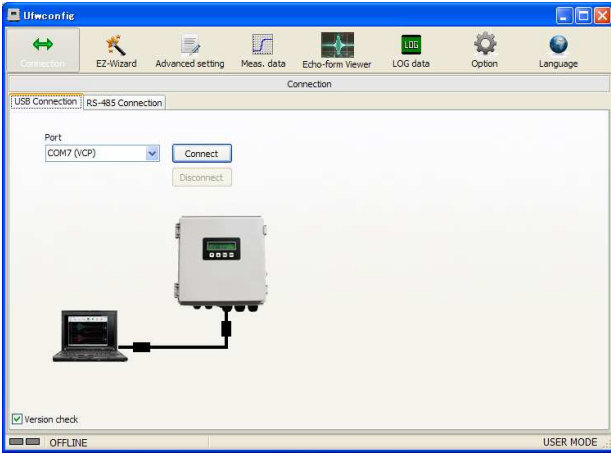 Ufwconfig
Connection EZ-Wizard Advanced setting Meas. data Echo-form Viewer LOG data Option Language
LOG
Connection
USB Connection RS-485 Connection
Port
COM7 (VCP) Connect
Disconnect
Version check
OFFLINE USER MODE